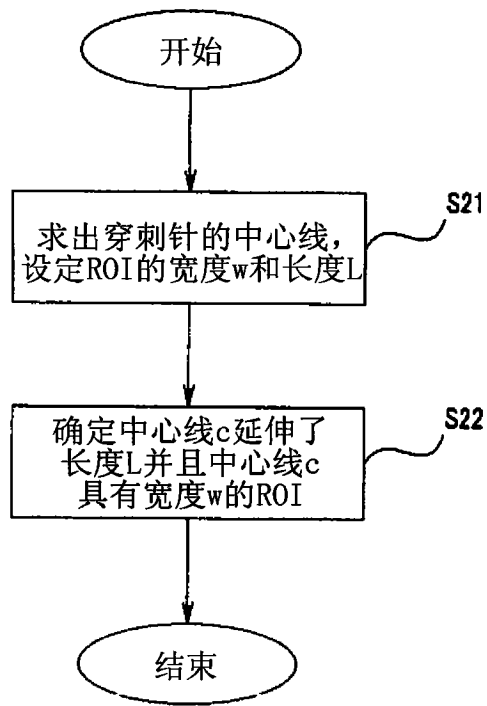 开始
S21
求出穿刺针的中心线，
设定ROI的宽度w和长度L
S22
确定中心线c延伸了
长度L并且中心线c
具有宽度w的ROI
结束